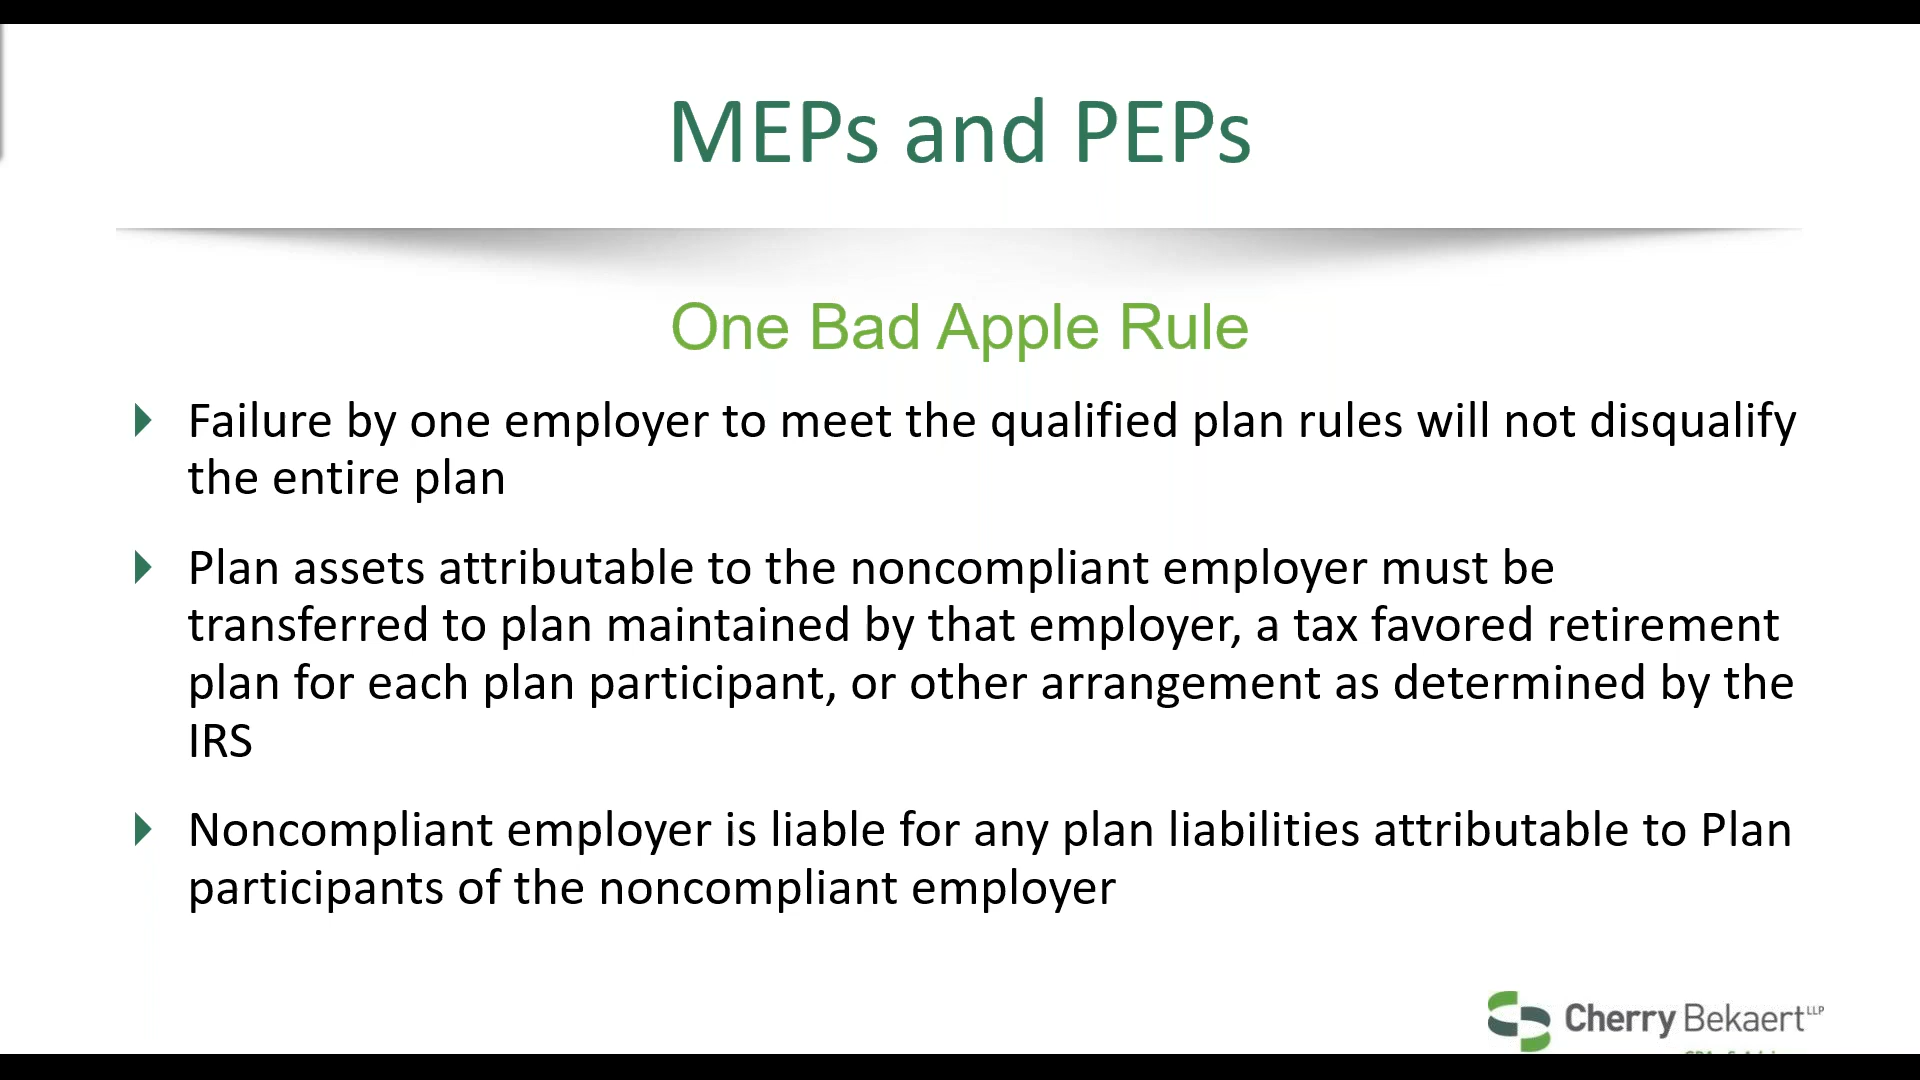 MEPs and PEPs
One Bad Apple Rule
Failure by one employer to meet the qualified plan rules will not disqualify
the entire plan
Plan assets attributable to the noncompliant employer must be
transferred to plan maintained by that employer, a tax favored retirement
plan for each plan participant, or other arrangement as determined by the
IRS
Noncompliant employer is liable for any plan liabilities attributable to Plan
participants of the noncompliant employer
Cherry Bekaert LLP